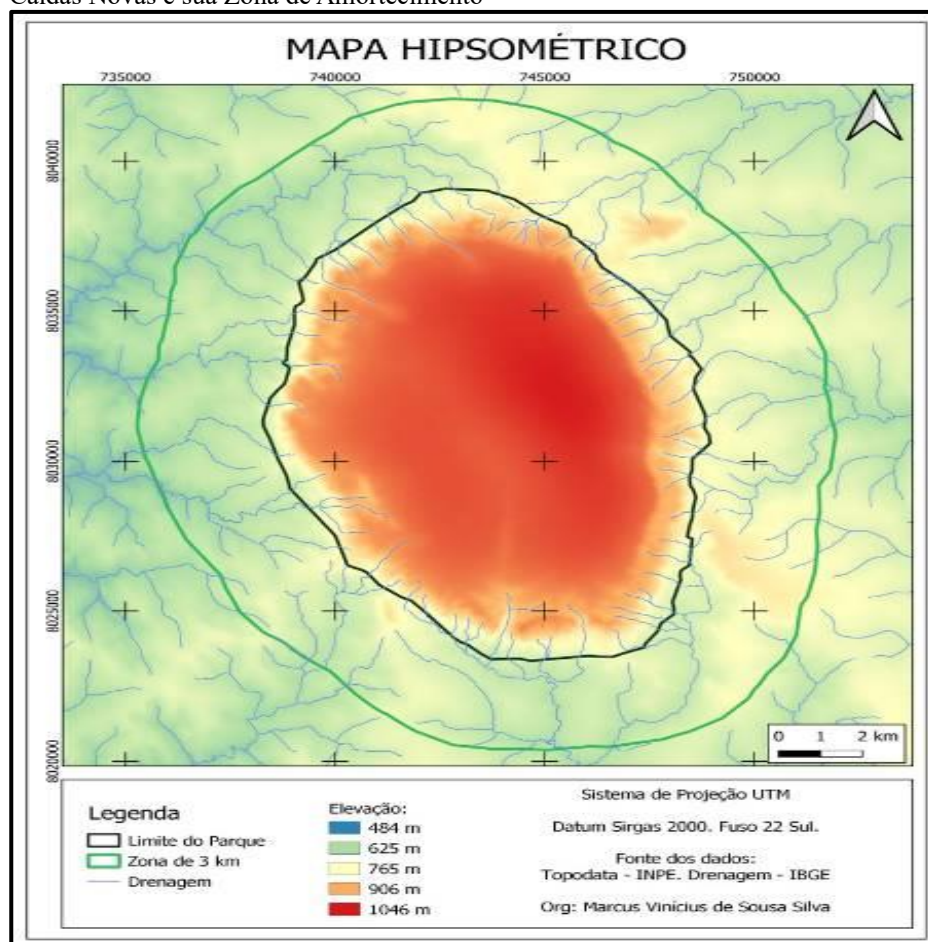 Caldas Novas e sua Zona de Amortecimento
MAPA HIPSOMÉTRICO
735000 740000 745000 750000
8040000
8035000
8030000
8025000
8020000
0 1 2 km
Legenda
Limite do Parque
Zona de 3 km
Drenagem
Elevação:
484 m
625 m
765 m
906 m
1046 m
Sistema de Projeção UTM
Datum Sirgas 2000. Fuso 22 Sul.
Fonte dos dados:
Topodata - INPE. Drenagem - IBGE
Org: Marcus Vinícius de Sousa Silva